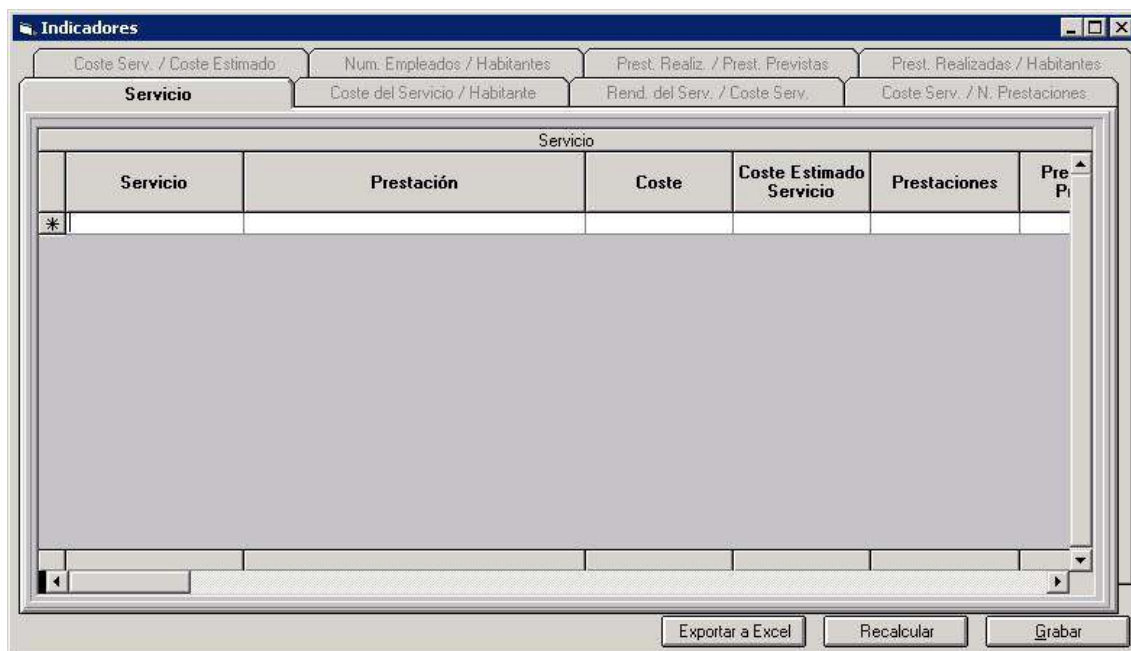 Indicadores
Coste Serv. / Coste Estimado Num. Empleados / Habitantes Prest. Realiz. / Prest. Previstas Prest. Realizadas / Habitantes
Servicio Coste del Servicio / Habitante Rend. del Serv. / Coste Serv. Coste Serv. / N. Prestaciones
Servicio
Servicio Prestación Coste Coste Estimado Servicio Prestaciones
Exportar a Excel Recalcular Grabar